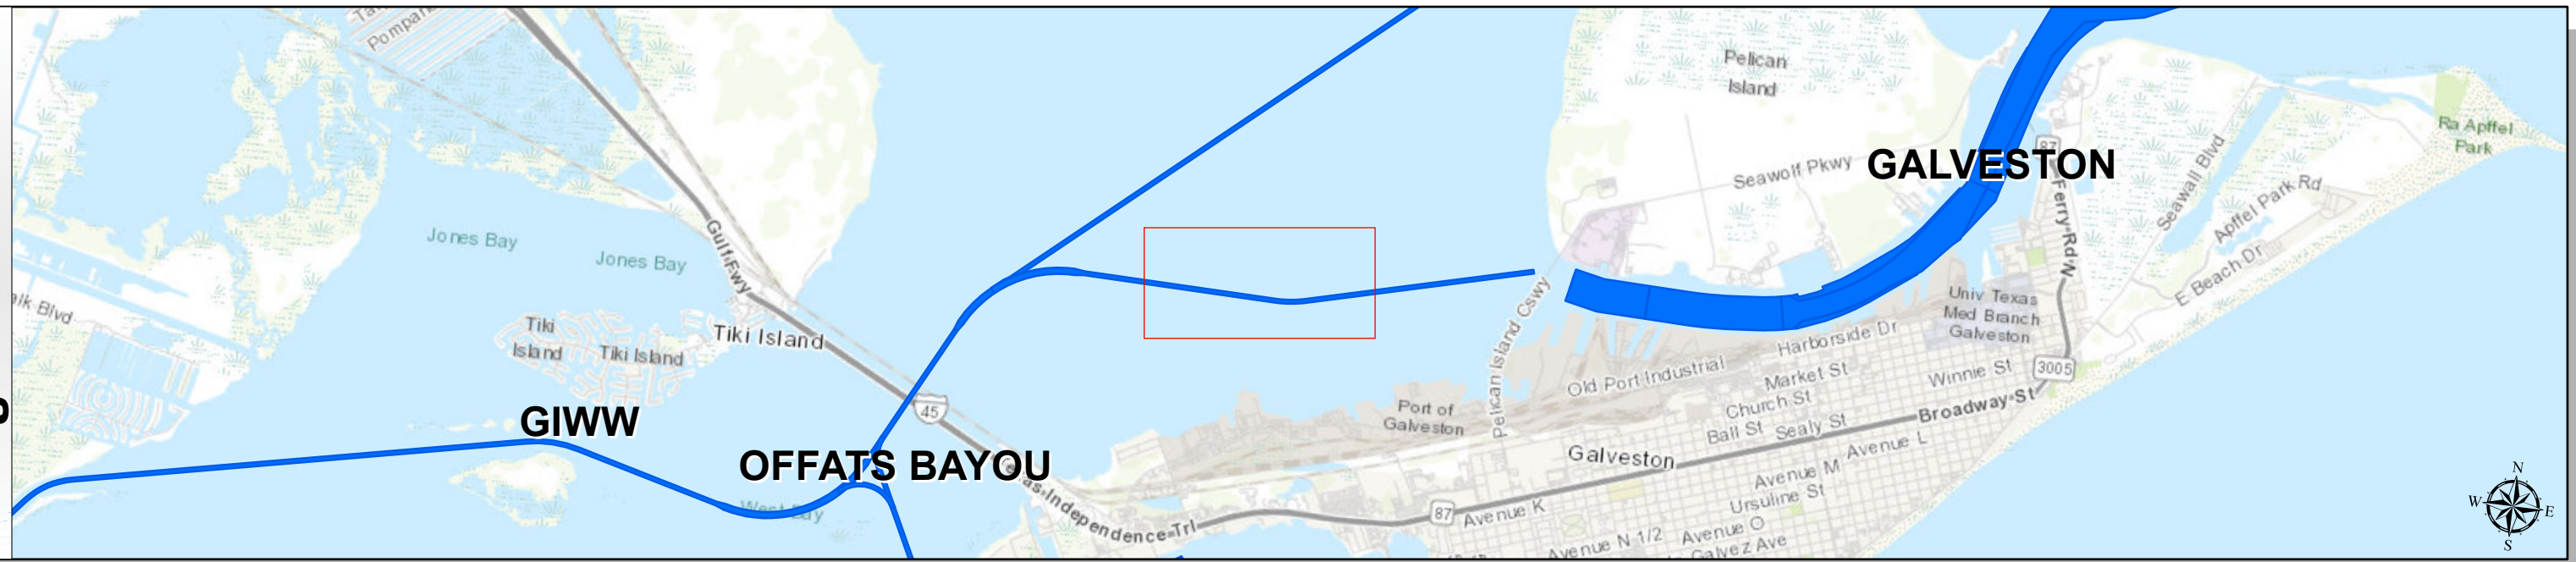 Pompan
Pelican
Island
Ra Apffel
Park
87
Seawolf Pkwy
GALVESTON
Seawall Blvd
Ferry Rd N
Apffel Park Rd
E Beach Dr
Jones Bay
Jones Bay
Gulf Fwy
alk Blvd
Tiki
Island
Tiki Island
Tiki Island
Univ Texas
Med Branch
Galveston
Pelican Island Cswy
Harborside Dr
Old Port Industrial
Market St
Winnie St
3005
Church St
Broadway St
Port of
Galveston
45
Ball St
Sealy St
Avenue L
GIWW
Galveston
OFFATS BAYOU
Avenue M
Ursuline St
West Bay
as Independence Trl
87
Avenue K
Avenue O
Avenue N 1/2
Galvez Ave
N
W
E
S